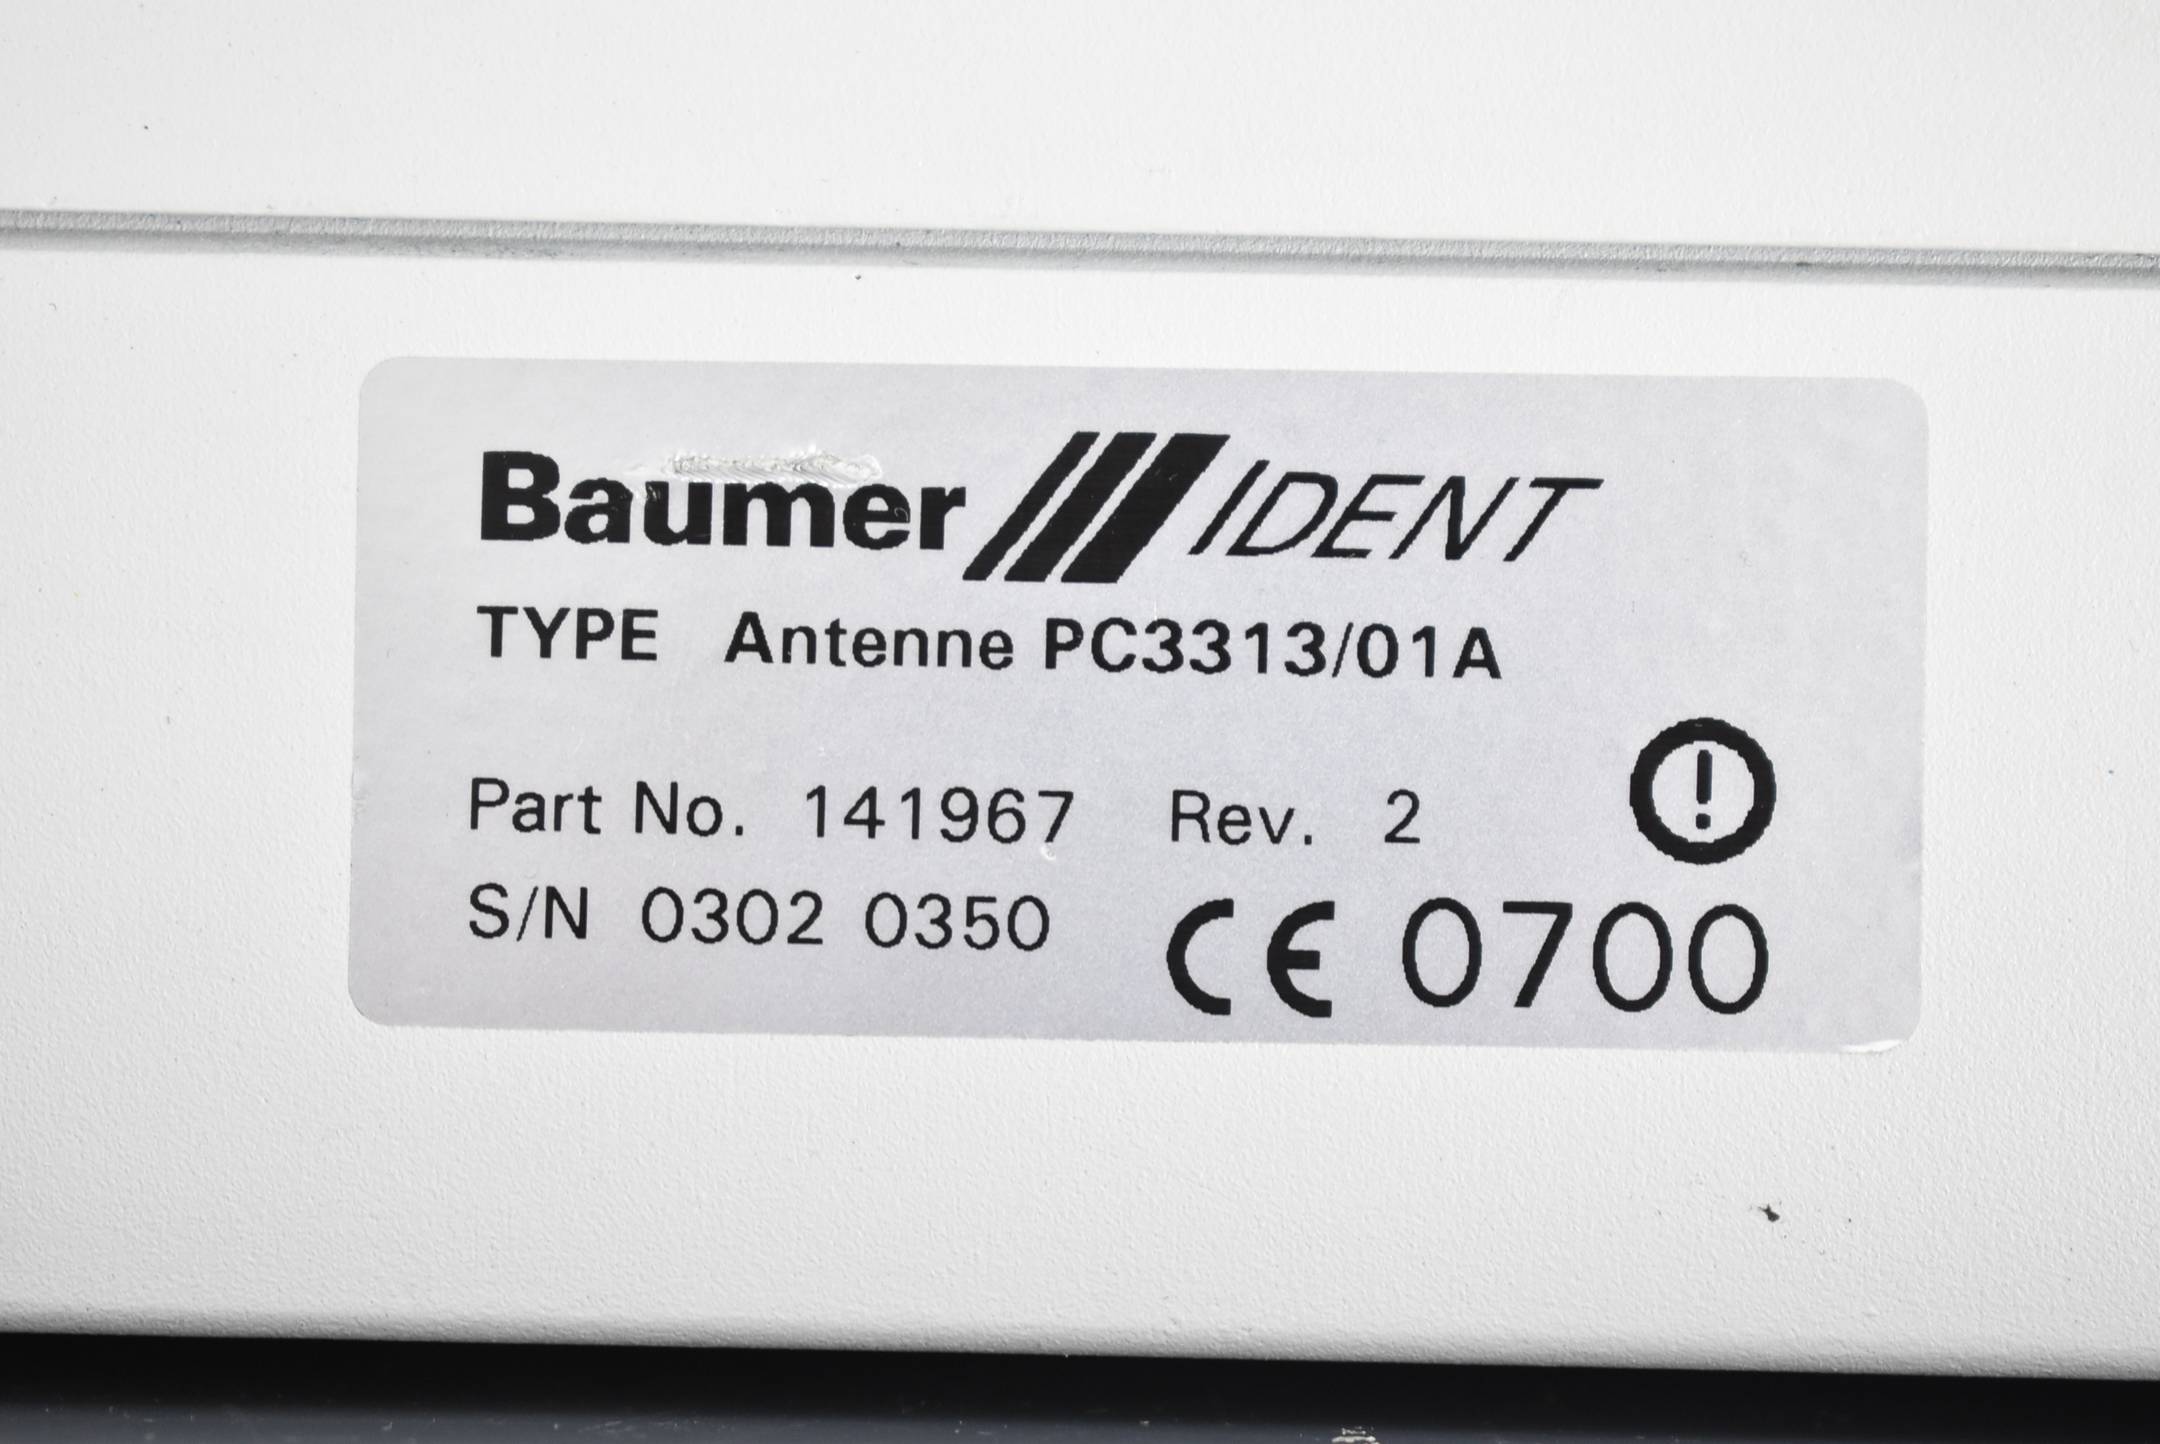 Baumer IDENT
TYPE Antenne PC3313/01A
Part No. 141967 Rev. 2
S/N 0302 0350
CE 0700